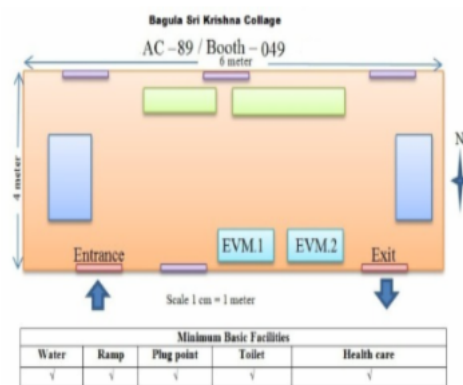 Bagula Sri Krishna Collage
AC – 89 / Booth – 049
6 meter
4 meter
N
EVM.1 EVM.2
Entrance Exit
Scale 1 cm = 1 meter
Minimum Basic Facilities
Water Ramp Plug point Toilet Health care
√ √ √ √ √